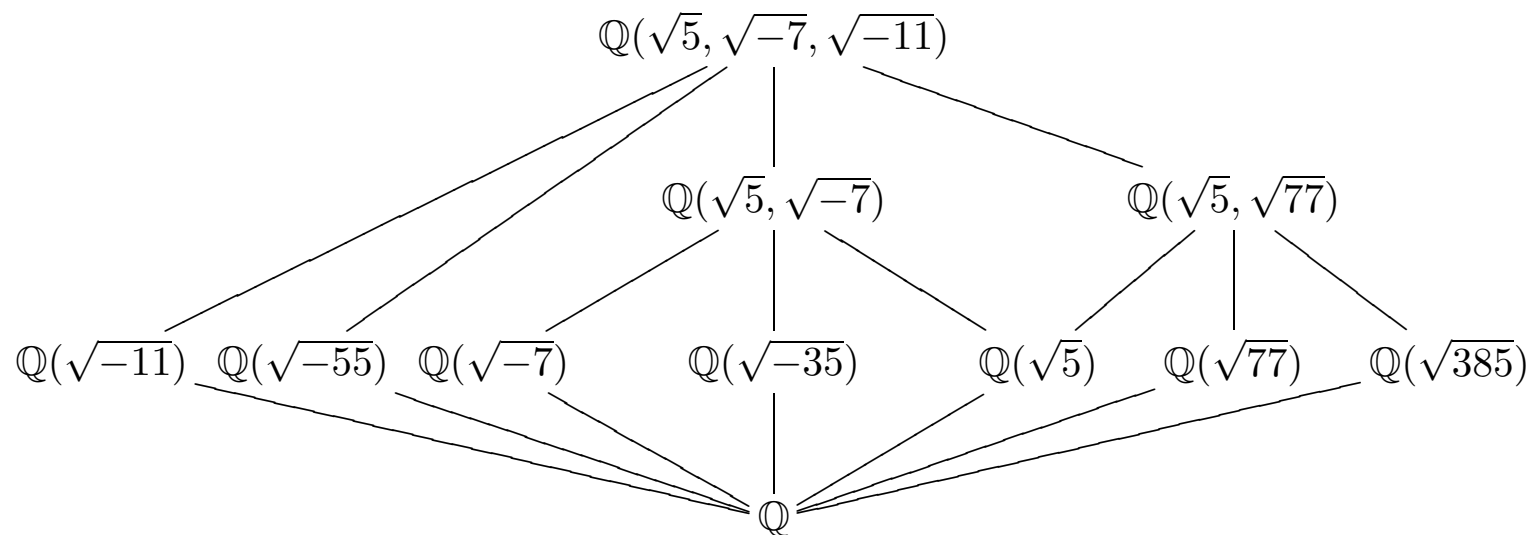 ℚ(√5, √−7, √−11)
ℚ(√5, √−7) ℚ(√5, √77)
ℚ(√−11) ℚ(√−55) ℚ(√−7) ℚ(√−35) ℚ(√5) ℚ(√77) ℚ(√385)
ℚ